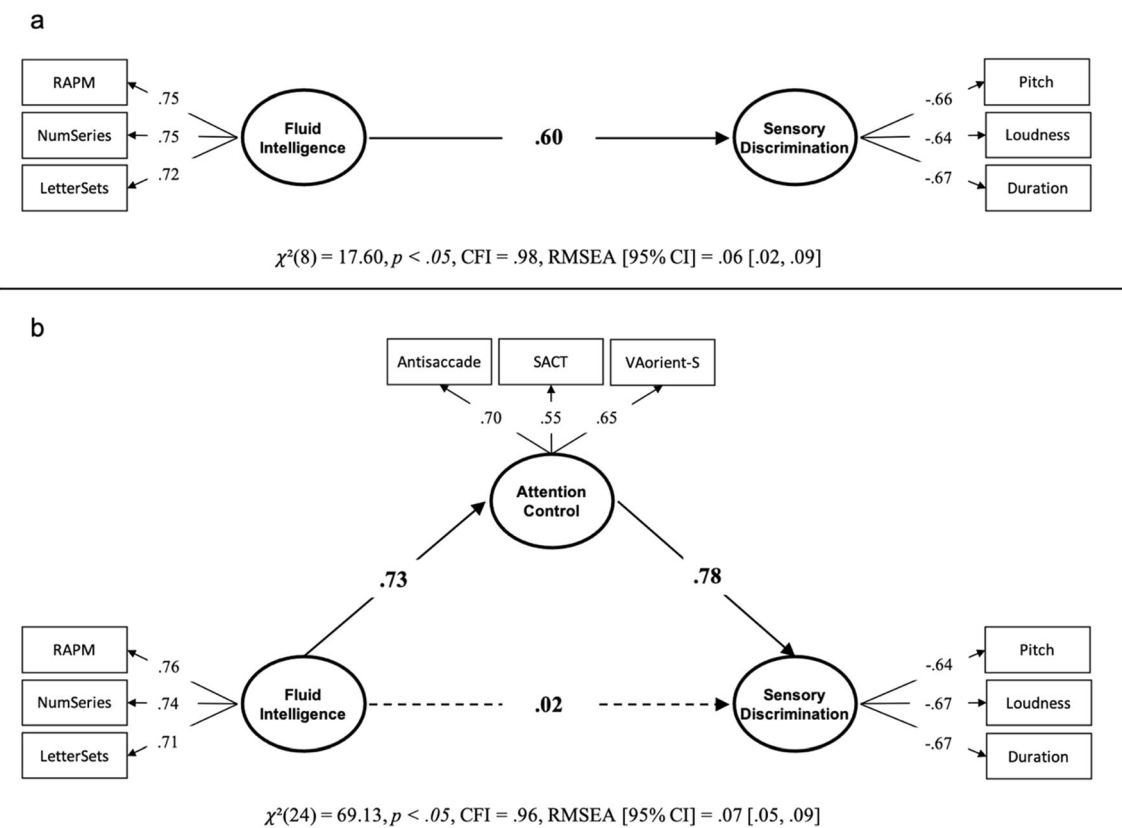 a
RAPM
NumSeries
LetterSets
.75
.75
.72
Fluid
Intelligence
.60
Sensory
Discrimination
-.66
-.64
-.67
Pitch
Loudness
Duration
χ²(8) = 17.60, p < .05, CFI = .98, RMSEA [95% CI] = .06 [.02, .09]
b
Antisaccade
SACT
VAorient-S
.70
.55
.65
Attention
Control
.73
.78
RAPM
NumSeries
LetterSets
.76
.74
.71
Fluid
Intelligence
.02
Sensory
Discrimination
-.64
-.67
-.67
Pitch
Loudness
Duration
χ²(24) = 69.13, p < .05, CFI = .96, RMSEA [95% CI] = .07 [.05, .09]